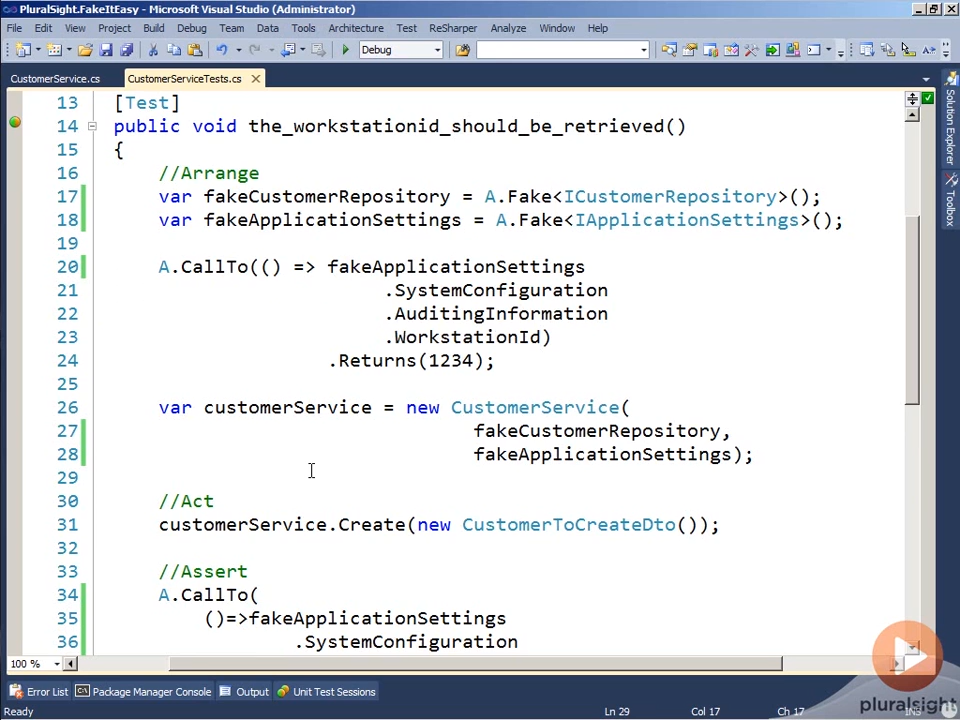 PluralSight.FakeItEasy - Microsoft Visual Studio (Administrator)
File Edit View Project Build Debug Team Data Tools Architecture Test ReSharper Analyze Window Help
Debug
CustomerService.cs CustomerServiceTests.cs
13 [Test]
14 public void the_workstationid_should_be_retrieved()
15 {
16 //Arrange
17 var fakeCustomerRepository = A.Fake<ICustomerRepository>();
18 var fakeApplicationSettings = A.Fake<IApplicationSettings>();
19
20 A.CallTo(() => fakeApplicationSettings
21 .SystemConfiguration
22 .AuditingInformation
23 .WorkstationId)
24 .Returns(1234);
25
26 var customerService = new CustomerService(
27 fakeCustomerRepository,
28 fakeApplicationSettings);
29
30 //Act
31 customerService.Create(new CustomerToCreateDto());
32
33 //Assert
34 A.CallTo(
35 ()=>fakeApplicationSettings
36 .SystemConfiguration
100 %
Solution Explorer
Toolbox
Error List Package Manager Console Output Unit Test Sessions
Ready Ln 29 Col 17 Ch 17 INS
pluralsight